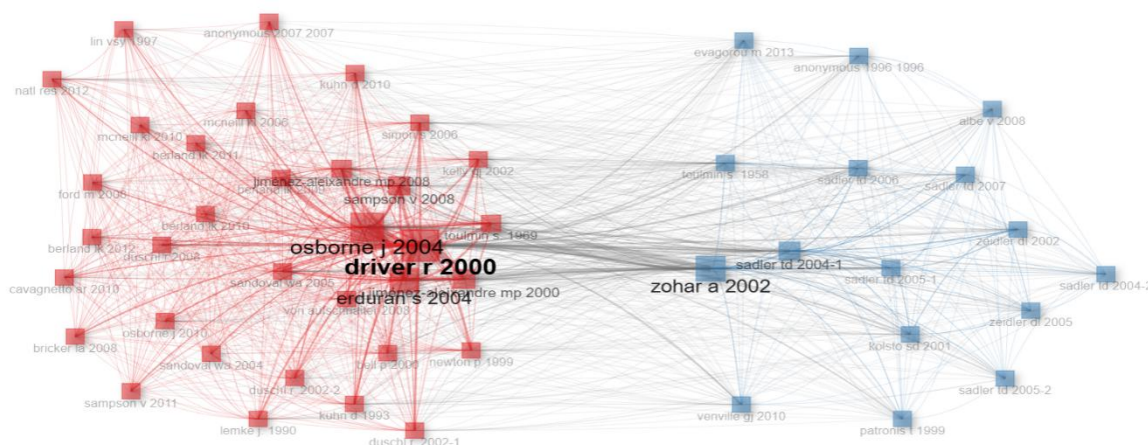 lin vsy 1997
anonymous 2007 2007
natl res 2012
kuhn d 2010
mcneill kl 2006
simon s 2006
mcneill kl 2010
berland lk 2011
kelly gj 2002
jiménez-aleixandre mp 2008
ford m 2008
sampson v 2008
berland lk 2010
toulmin s. 1969
osborne j 2004
berland lk 2012
duschl r 2008
driver r 2000
sandoval wa 2005
cavagnetto ar 2010
jiménez-aleixandre mp 2000
erduran s 2004
osborne j 2010
bricker la 2008
sandoval wa 2004
bell p 2000
newton p 1999
duschl r 2002-2
sampson v 2011
kuhn d 1993
lemke j. 1990
duschl r 2002-1
evagorou m 2013
anonymous 1996 1996
albe v 2008
toulmin s 1958
sadler td 2006
sadler td 2007
zeidler dl 2002
sadler td 2004-1
sadler td 2005-1
sadler td 2004-2
zohar a 2002
zeidler dl 2005
kolsto sd 2001
sadler td 2005-2
venville gj 2010
patronis t 1999